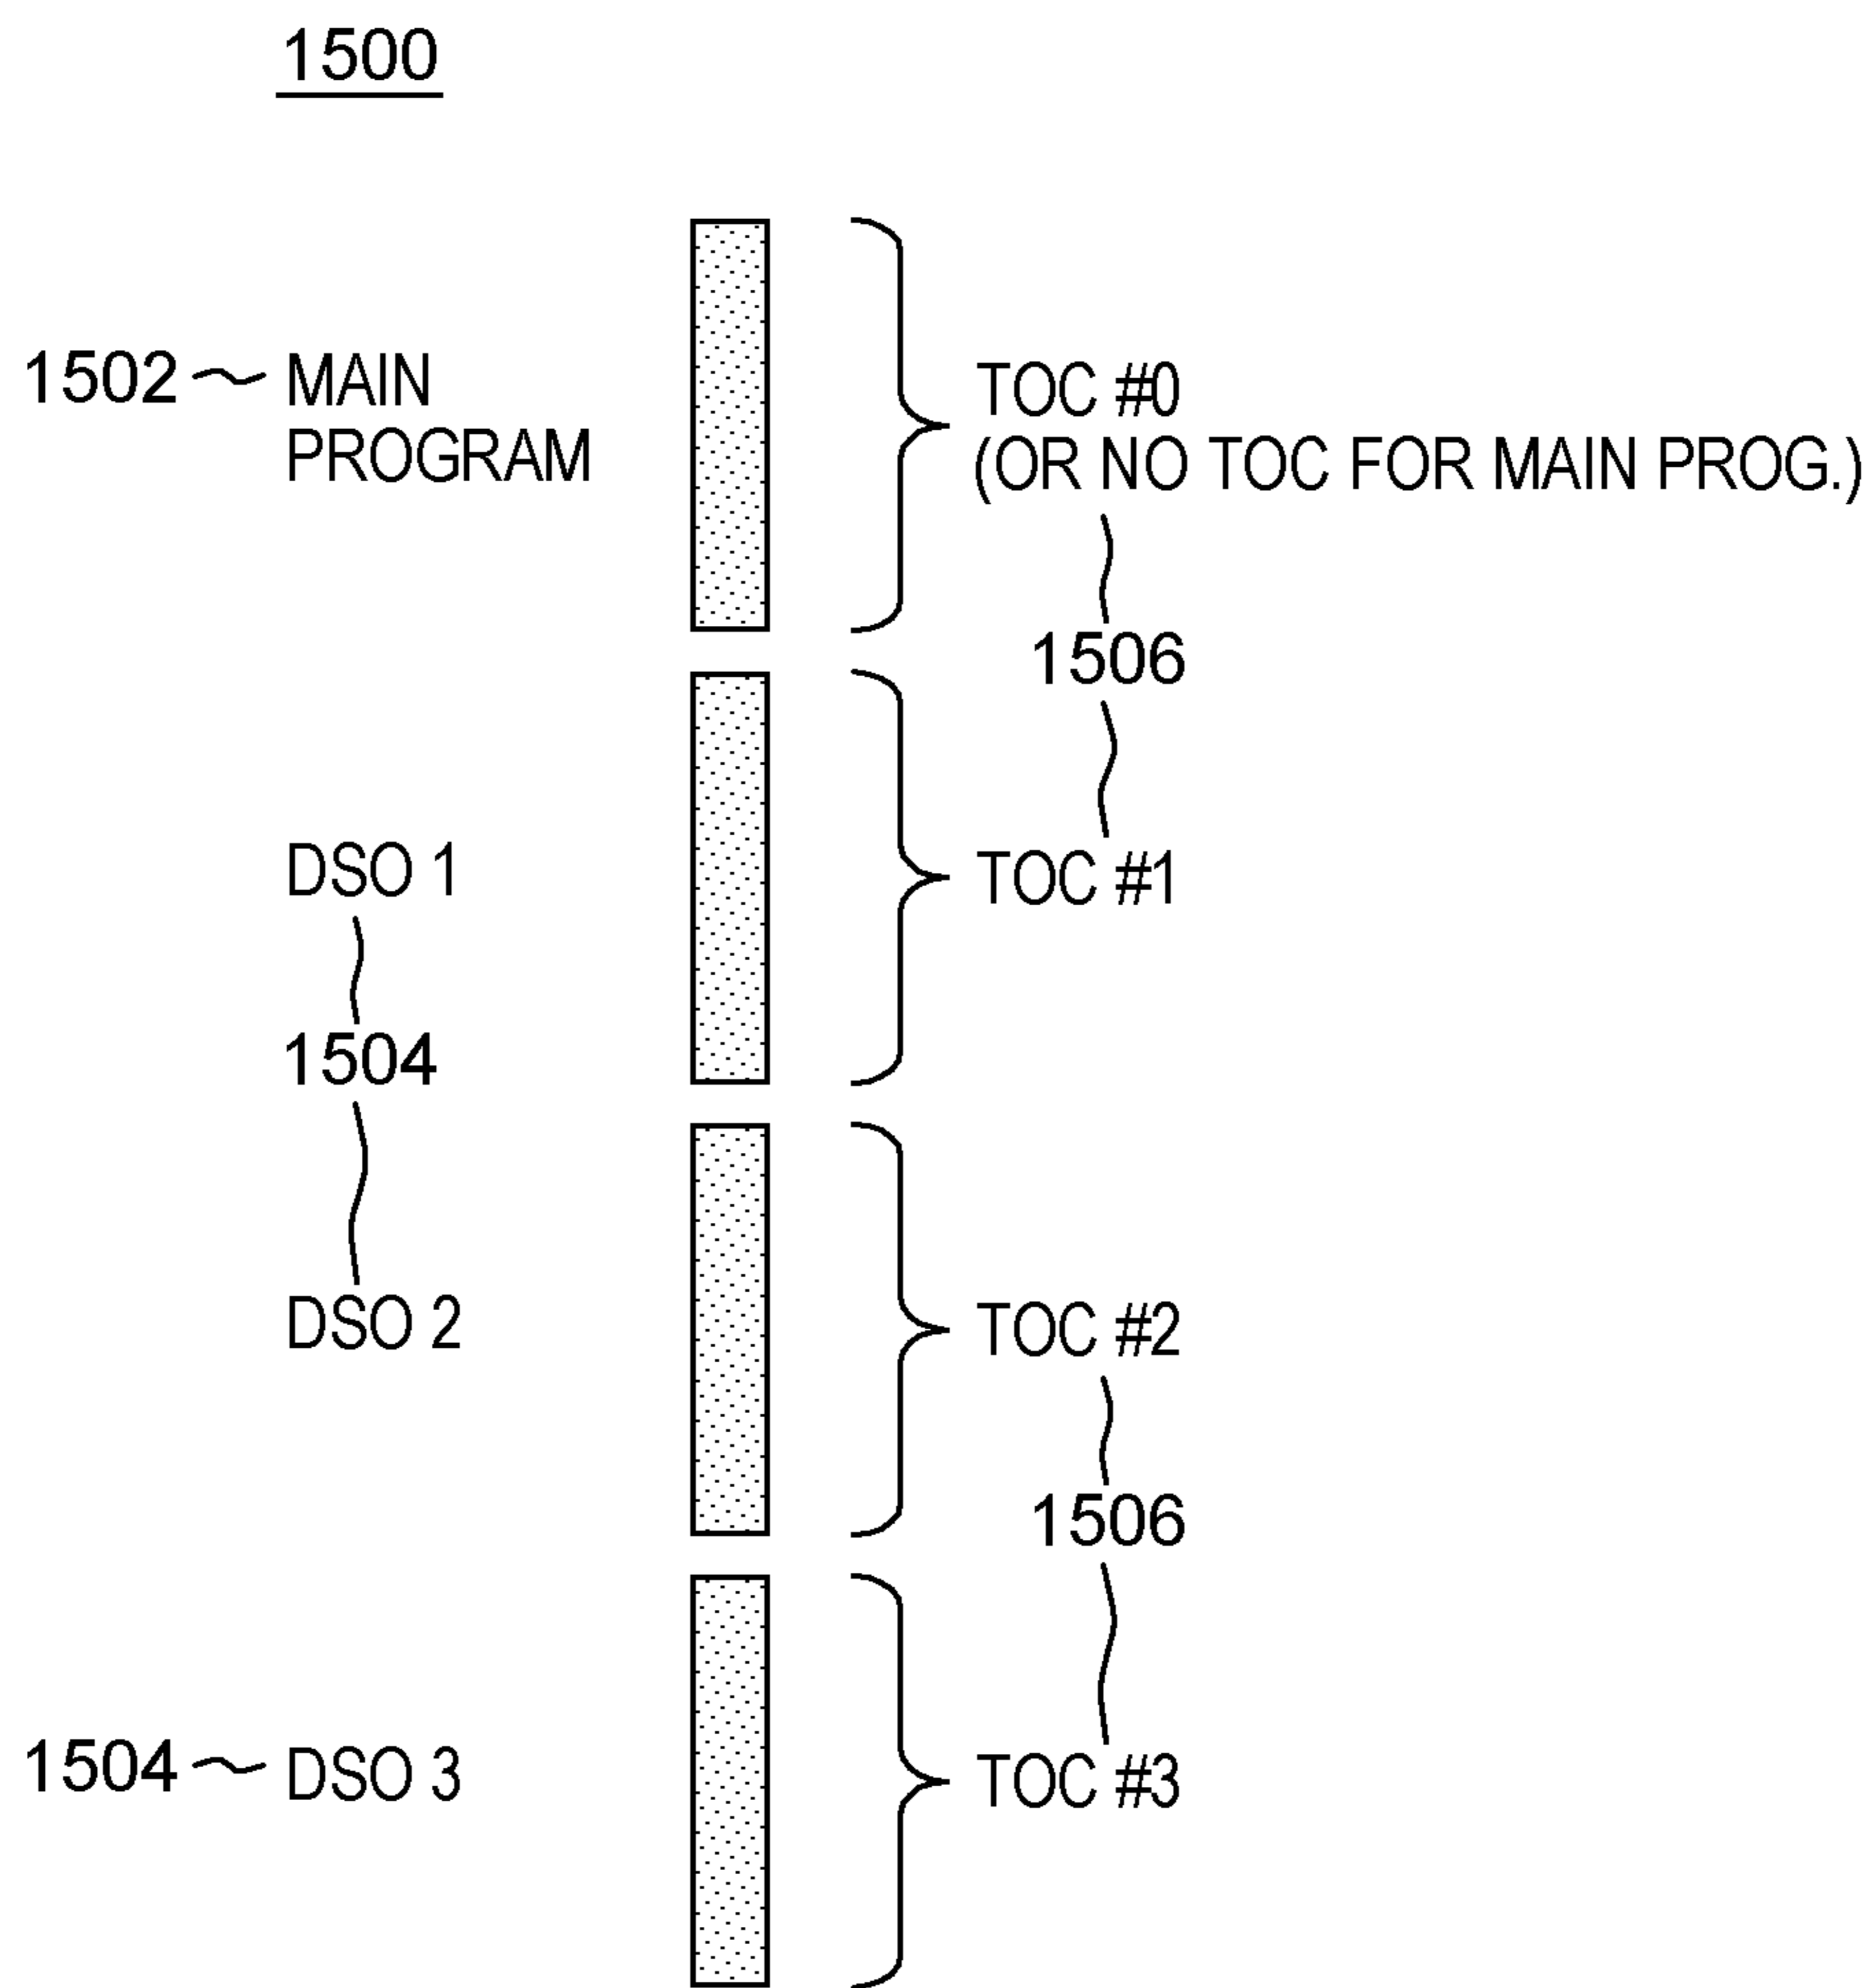 1500
1502 MAIN
PROGRAM
TOC #0
(OR NO TOC FOR MAIN PROG.)
1506
DSO 1
TOC #1
1504
DSO 2
TOC #2
1506
1504 DSO 3
TOC #3